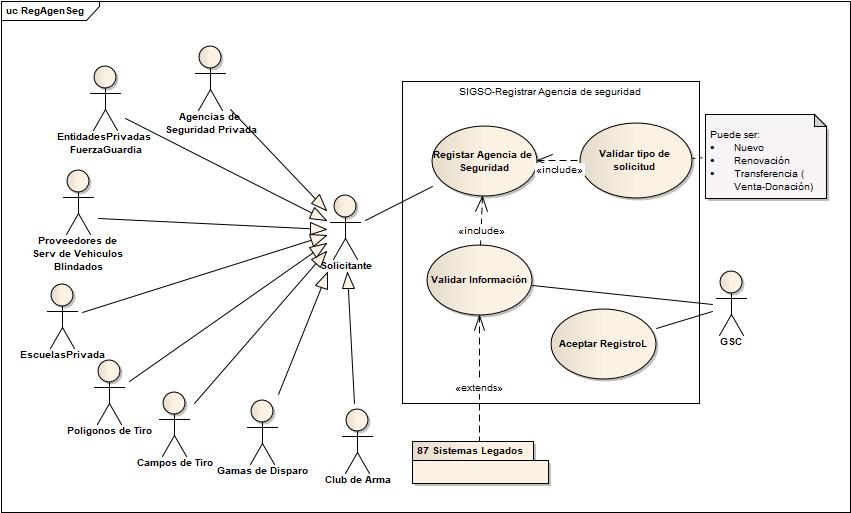 uc RegAgenSeg
Agencias de
Seguridad Privada
EntidadesPrivadas
FuerzaGuardia
Proveedores de
Serv de Vehiculos
Blindados
EscuelasPrivada
Poligonos de Tiro
Campos de Tiro
Gamas de Disparo
Club de Arma
Solicitante
SIGSO-Registrar Agencia de seguridad
Registar Agencia de
Seguridad
«include»
Validar tipo de
solicitud
Puede ser:
• Nuevo
• Renovación
• Transferencia (
Venta-Donación)
«include»
Validar Información
Aceptar RegistroL
GSC
«extends»
87 Sistemas Legados